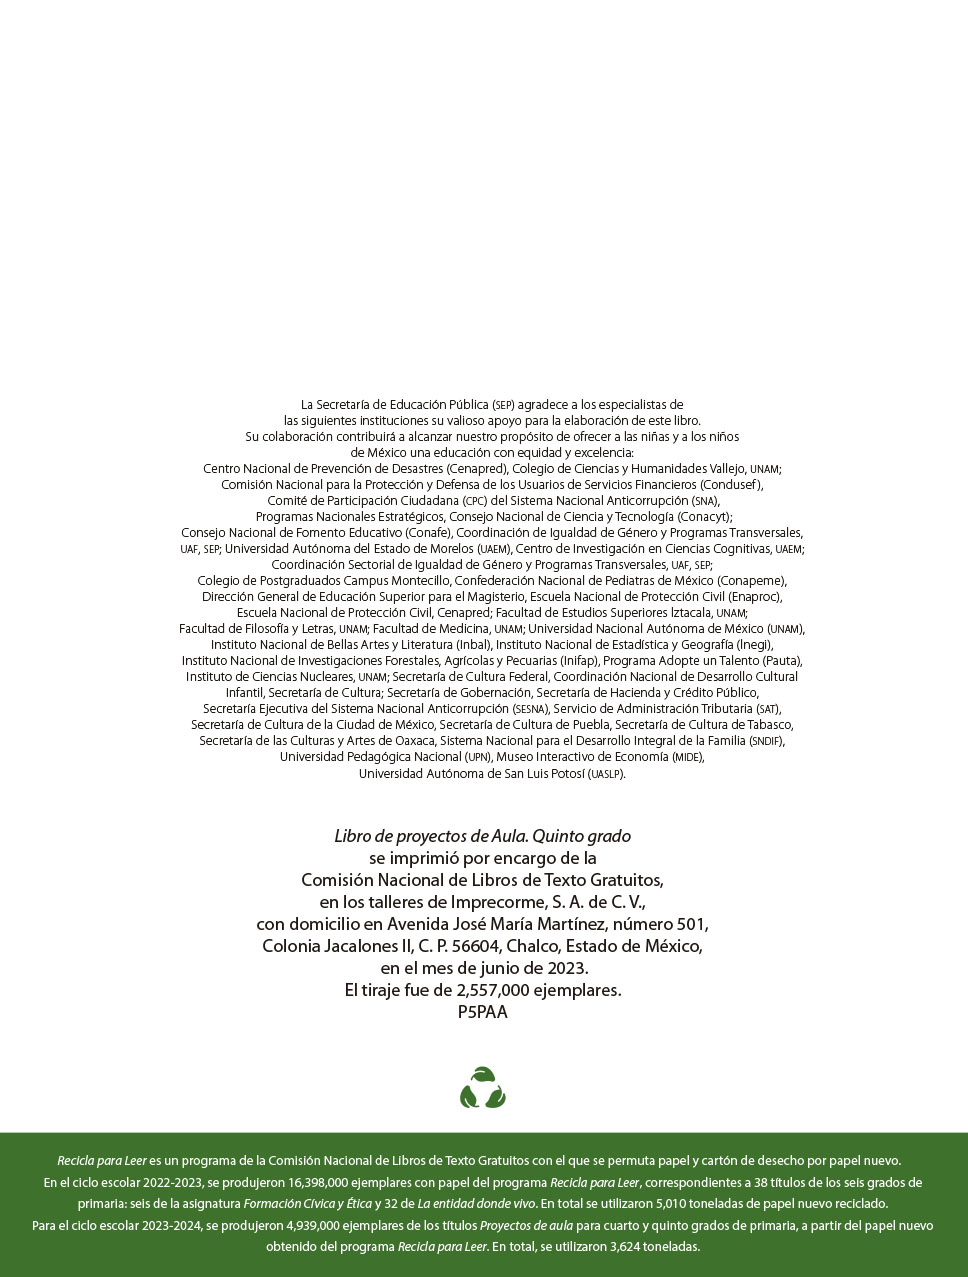 La Secretaría de Educación Pública (SEP) agradece a los especialistas de
las siguientes instituciones su valioso apoyo para la elaboración de este libro.
Su colaboración contribuirá a alcanzar nuestro propósito de ofrecer a las niñas y a los niños
de México una educación con equidad y excelencia:
Centro Nacional de Prevención de Desastres (Cenapred), Colegio de Ciencias y Humanidades Vallejo, UNAM;
Comisión Nacional para la Protección y Defensa de los Usuarios de Servicios Financieros (Condusef),
Comité de Participación Ciudadana (CPC) del Sistema Nacional Anticorrupción (SNA),
Programas Nacionales Estratégicos, Consejo Nacional de Ciencia y Tecnología (Conacyt);
Consejo Nacional de Fomento Educativo (Conafe), Coordinación de Igualdad de Género y Programas Transversales,
UAF, SEP; Universidad Autónoma del Estado de Morelos (UAEM), Centro de Investigación en Ciencias Cognitivas, UAEM;
Coordinación Sectorial de Igualdad de Género y Programas Transversales, UAF, SEP;
Colegio de Postgraduados Campus Montecillo, Confederación Nacional de Pediatras de México (Conapeme),
Dirección General de Educación Superior para el Magisterio, Escuela Nacional de Protección Civil (Enaproc),
Escuela Nacional de Protección Civil, Cenapred; Facultad de Estudios Superiores Iztacala, UNAM;
Facultad de Filosofía y Letras, UNAM; Facultad de Medicina, UNAM; Universidad Nacional Autónoma de México (UNAM),
Instituto Nacional de Bellas Artes y Literatura (Inbal), Instituto Nacional de Estadística y Geografía (Inegi),
Instituto Nacional de Investigaciones Forestales, Agrícolas y Pecuarias (Inifap), Programa Adopte un Talento (Pauta),
Instituto de Ciencias Nucleares, UNAM; Secretaría de Cultura Federal, Coordinación Nacional de Desarrollo Cultural
Infantil, Secretaría de Cultura; Secretaría de Gobernación, Secretaría de Hacienda y Crédito Público,
Secretaría Ejecutiva del Sistema Nacional Anticorrupción (SESNA), Servicio de Administración Tributaria (SAT),
Secretaría de Cultura de la Ciudad de México, Secretaría de Cultura de Puebla, Secretaría de Cultura de Tabasco,
Secretaría de las Culturas y Artes de Oaxaca, Sistema Nacional para el Desarrollo Integral de la Familia (SNDIF),
Universidad Pedagógica Nacional (UPN), Museo Interactivo de Economía (MIDE),
Universidad Autónoma de San Luis Potosí (UASLP).
Libro de proyectos de Aula. Quinto grado
se imprimió por encargo de la
Comisión Nacional de Libros de Texto Gratuitos,
en los talleres de Imprecorme, S. A. de C. V.,
con domicilio en Avenida José María Martínez, número 501,
Colonia Jacalones II, C. P. 56604, Chalco, Estado de México,
en el mes de junio de 2023.
El tiraje fue de 2,557,000 ejemplares.
P5PAA
Recicla para Leer es un programa de la Comisión Nacional de Libros de Texto Gratuitos con el que se permuta papel y cartón de desecho por papel nuevo.
En el ciclo escolar 2022-2023, se produjeron 16,398,000 ejemplares con papel del programa Recicla para Leer, correspondientes a 38 títulos de los seis grados de
primaria: seis de la asignatura Formación Cívica y Ética y 32 de La entidad donde vivo. En total se utilizaron 5,010 toneladas de papel nuevo reciclado.
Para el ciclo escolar 2023-2024, se produjeron 4,939,000 ejemplares de los títulos Proyectos de aula para cuarto y quinto grados de primaria, a partir del papel nuevo
obtenido del programa Recicla para Leer. En total, se utilizaron 3,624 toneladas.